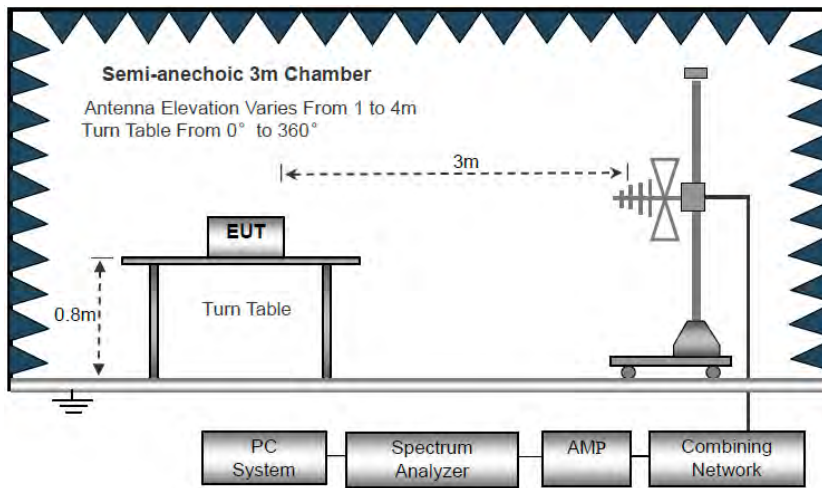 Semi-anechoic 3m Chamber
Antenna Elevation Varies From 1 to 4m
Turn Table From 0° to 360°
3m
EUT
0.8m
Turn Table
PC
System
Spectrum
Analyzer
AMP
Combining
Network